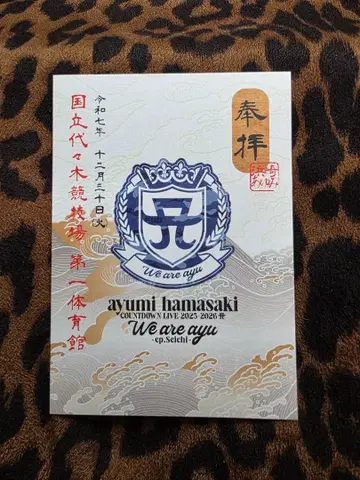 奉拝
令和七年 十二月三十日(火)
国立代々木競技場 第一体育館
We are ayu
ayumi hamasaki
COUNTDOWN LIVE 2025-2026 A
We are ayu
-ep.Seichi-